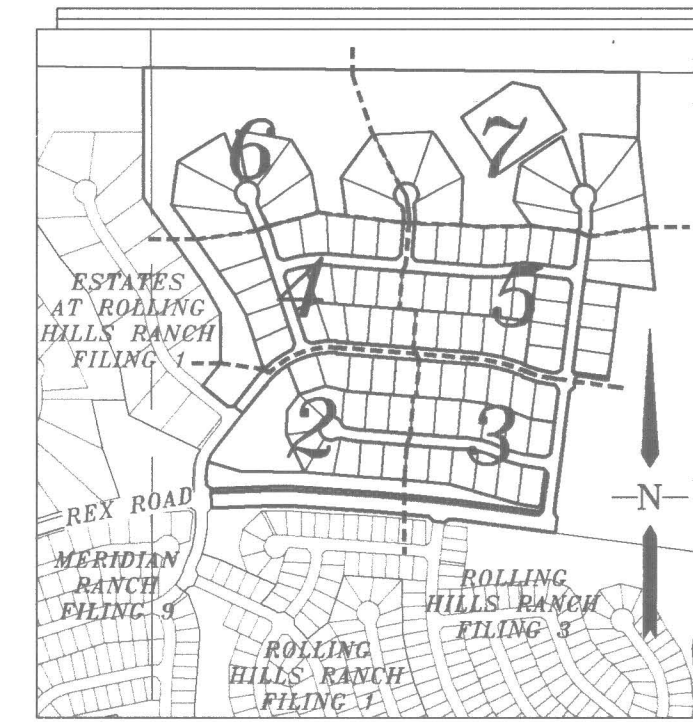 6
7
ESTATES
AT ROLLING
HILLS RANCH
FILING 1
4
5
2
3
N
REX ROAD
MERIDIAN
RANCH
FILING 9
ROLLING
HILLS RANCH
FILING 3
ROLLING
HILLS RANCH
FILING 1